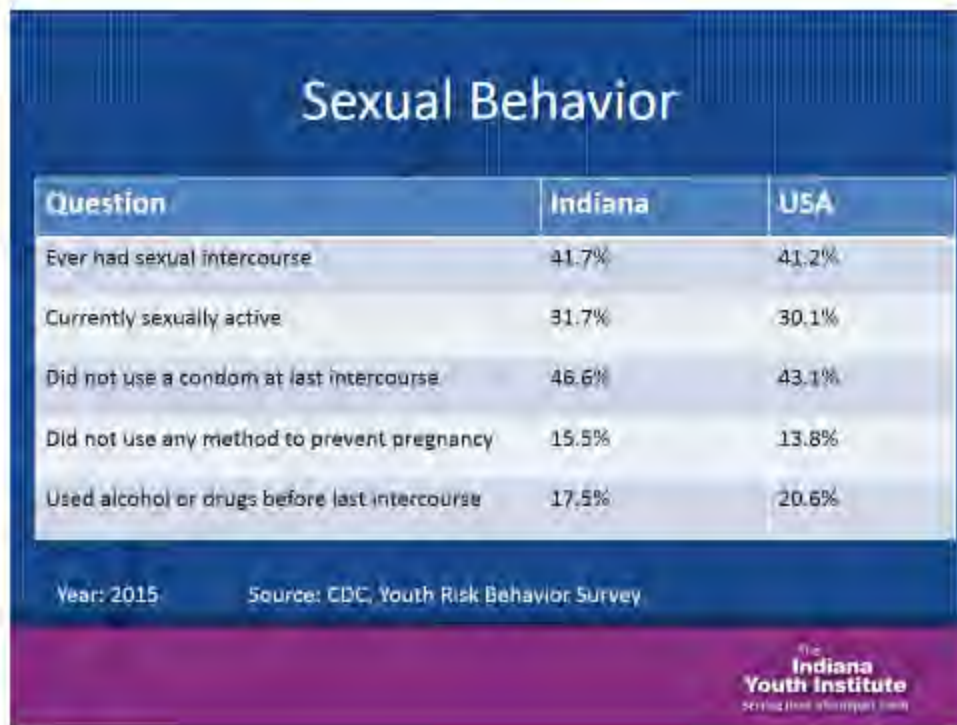 Sexual Behavior
Question Indiana USA
Ever had sexual intercourse 41.7% 41.2%
Currently sexually active 31.7% 30.1%
Did not use a condom at last intercourse 46.6% 43.1%
Did not use any method to prevent pregnancy 15.5% 13.8%
Used alcohol or drugs before last intercourse 17.5% 20.6%
Year: 2015 Source: CDC, Youth Risk Behavior Survey
The
Indiana
Youth Institute